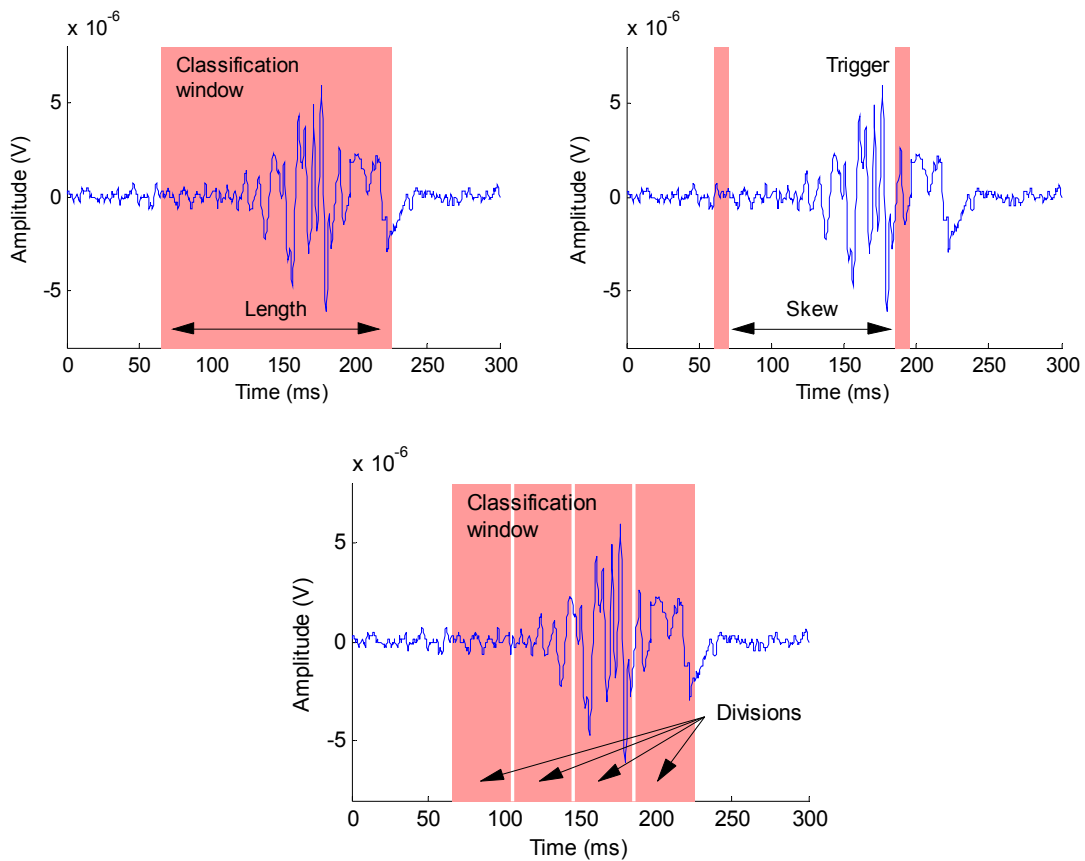 x 10-6
Classification
window
5
0
-5
Amplitude (V)
Length
0 50 100 150 200 250 300
Time (ms)
x 10-6
Trigger
5
0
-5
Amplitude (V)
Skew
0 50 100 150 200 250 300
Time (ms)
x 10-6
Classification
window
5
0
-5
Amplitude (V)
Divisions
0 50 100 150 200 250 300
Time (ms)